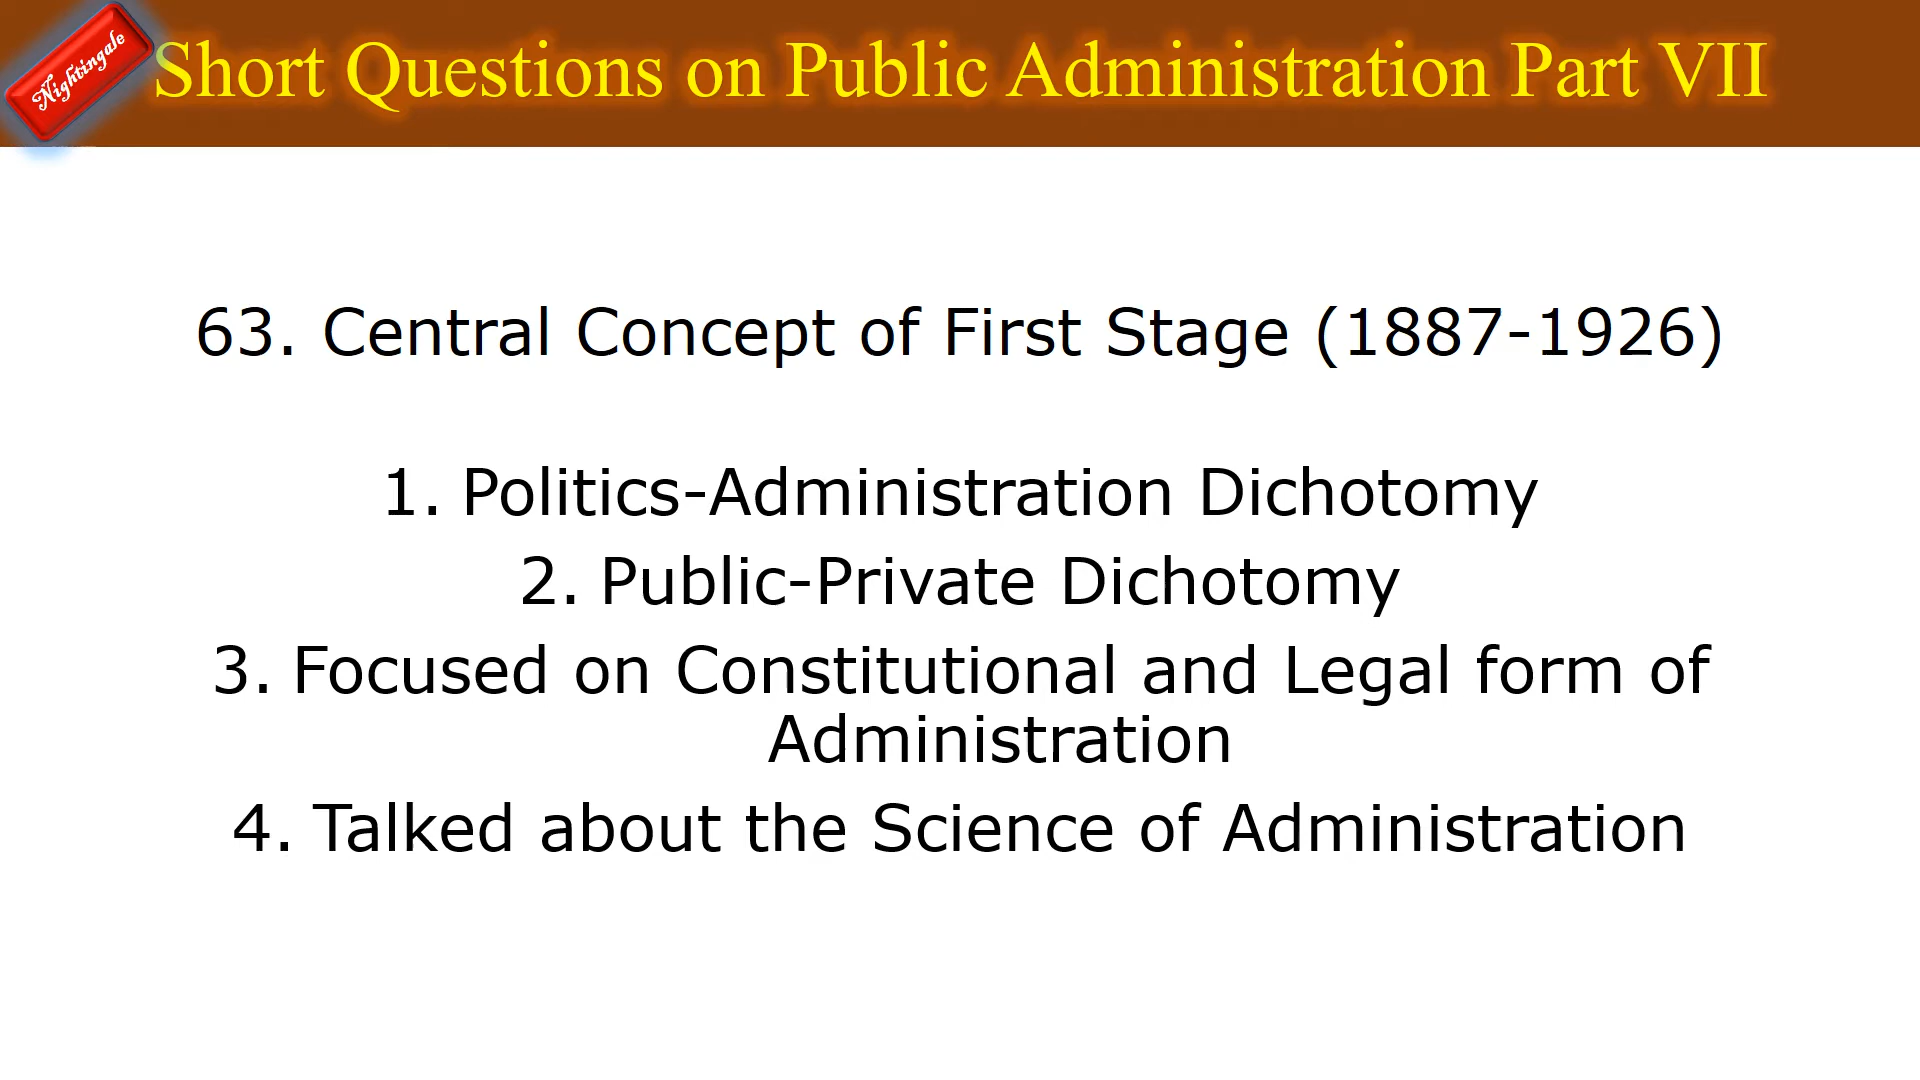 Nightingale
Short Questions on Public Administration Part VII
63. Central Concept of First Stage (1887-1926)
1. Politics-Administration Dichotomy
2. Public-Private Dichotomy
3. Focused on Constitutional and Legal form of
Administration
4. Talked about the Science of Administration